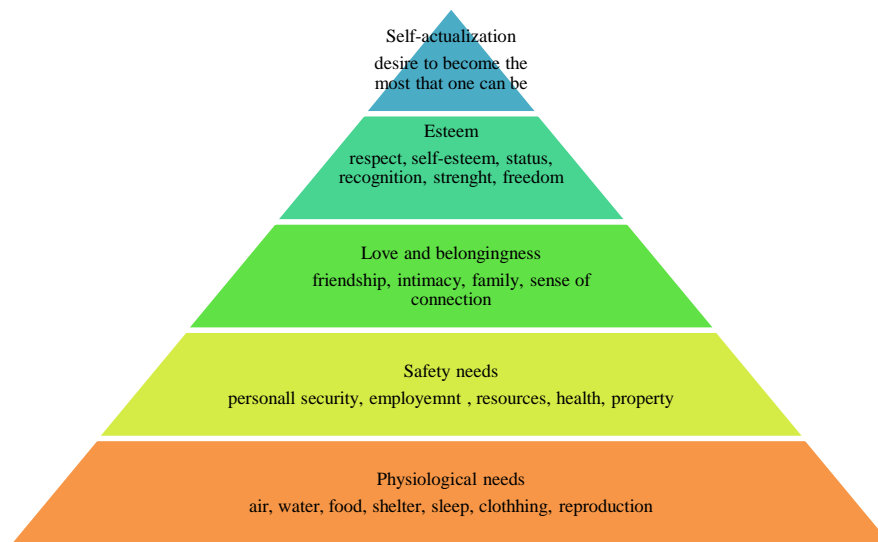 Self-actualization
desire to become the
most that one can be
Esteem
respect, self-esteem, status,
recognition, strenght, freedom
Love and belongingness
friendship, intimacy, family, sense of
connection
Safety needs
personall security, employemnt , resources, health, property
Physiological needs
air, water, food, shelter, sleep, clothhing, reproduction